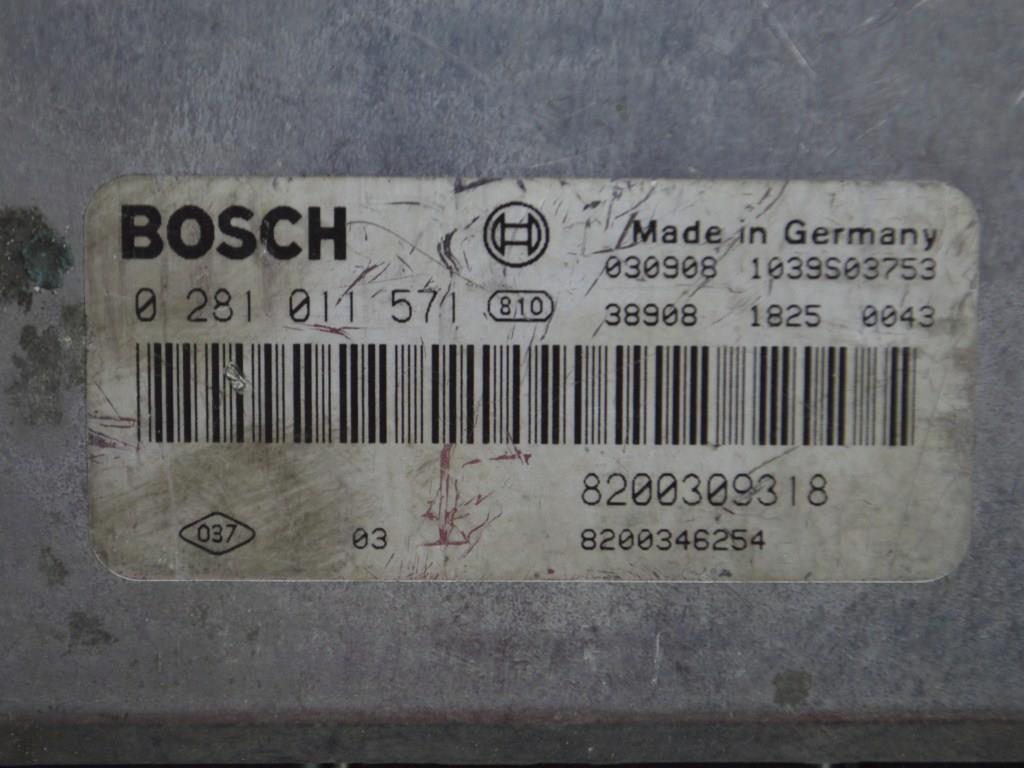 BOSCH
Made in Germany
030908 1039S03753
0 281 011 571 810
38908 1825 0043
8200309318
037 03 8200346254